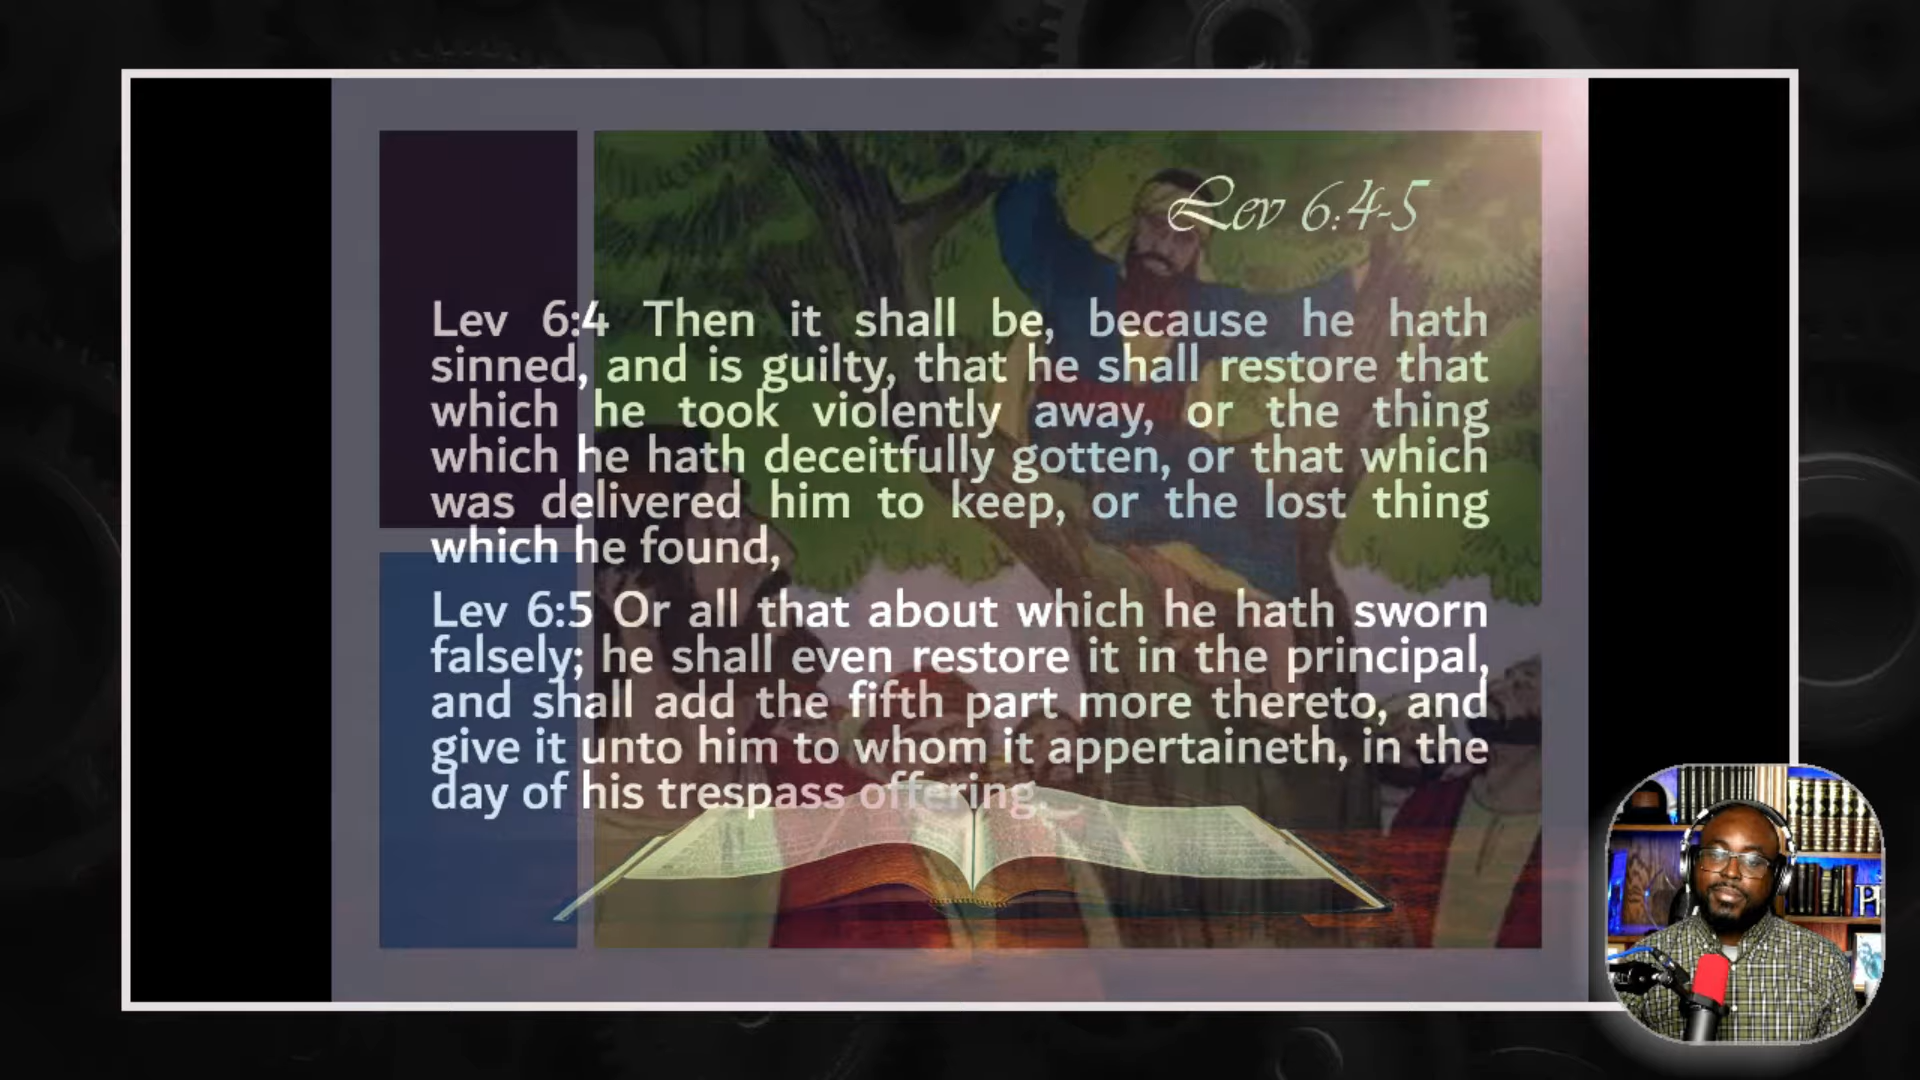 Lev 6:4-5
Lev 6:4 Then it shall be, because he hath
sinned, and is guilty, that he shall restore that
which he took violently away, or the thing
which he hath deceitfully gotten, or that which
was delivered him to keep, or the lost thing
which he found,
Lev 6:5 Or all that about which he hath sworn
falsely; he shall even restore it in the principal,
and shall add the fifth part more thereto, and
give it unto him to whom it appertaineth, in the
day of his trespass offering.